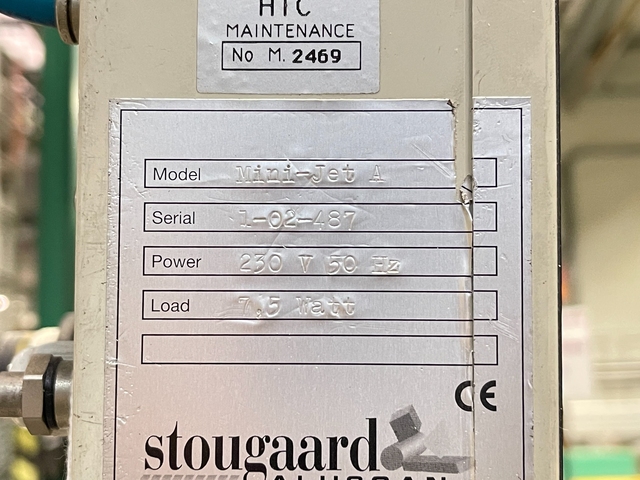 HTC
MAINTENANCE
No M. 2469
Model Mini-Jet A
Serial 1-02-487
Power 230 V 50 Hz
Load 7,5 Watt
CE
stougaard